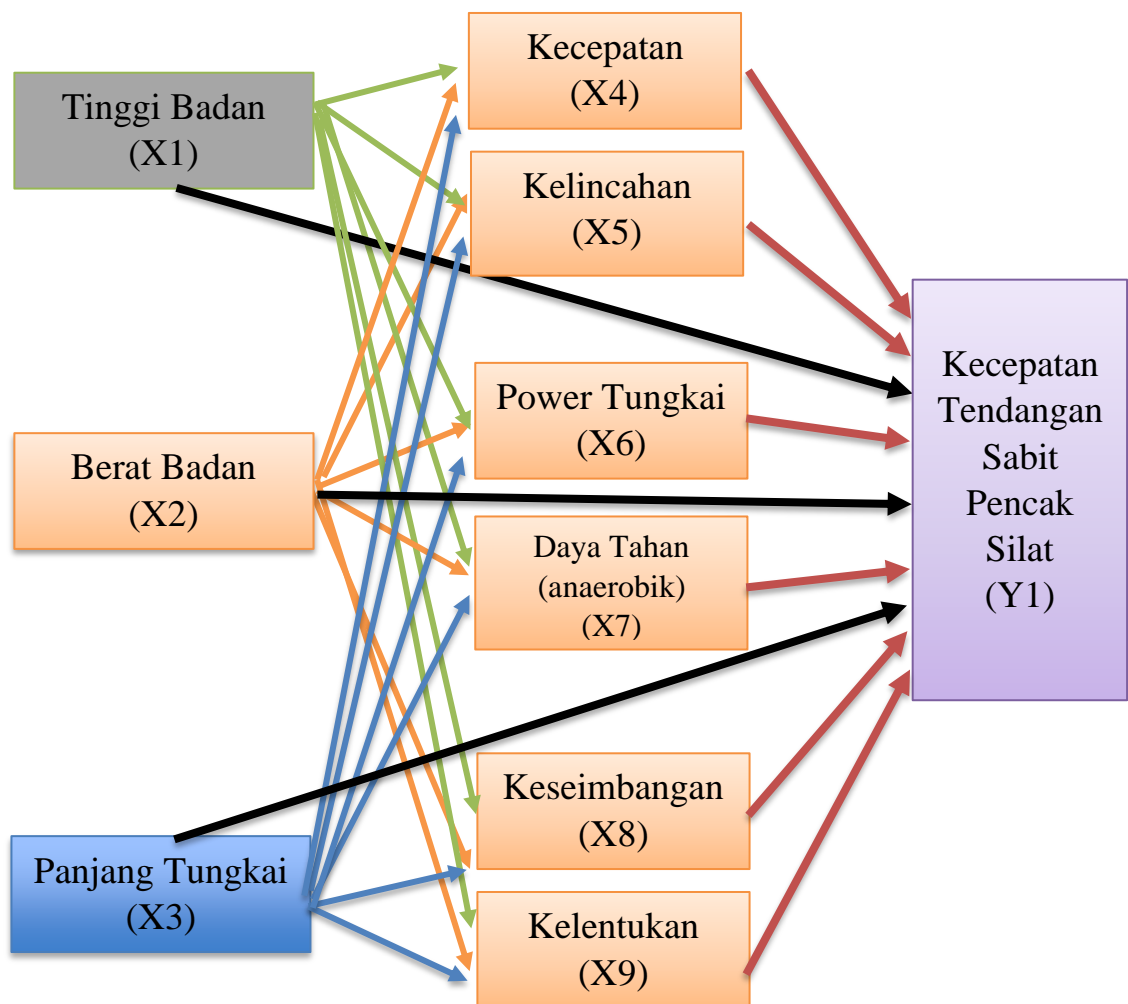 Tinggi Badan
(X1)
Berat Badan
(X2)
Panjang Tungkai
(X3)
Kecepatan
(X4)
Kelincahan
(X5)
Power Tungkai
(X6)
Daya Tahan
(anaerobik)
(X7)
Keseimbangan
(X8)
Kelentukan
(X9)
Kecepatan
Tendangan
Sabit
Pencak
Silat
(Y1)